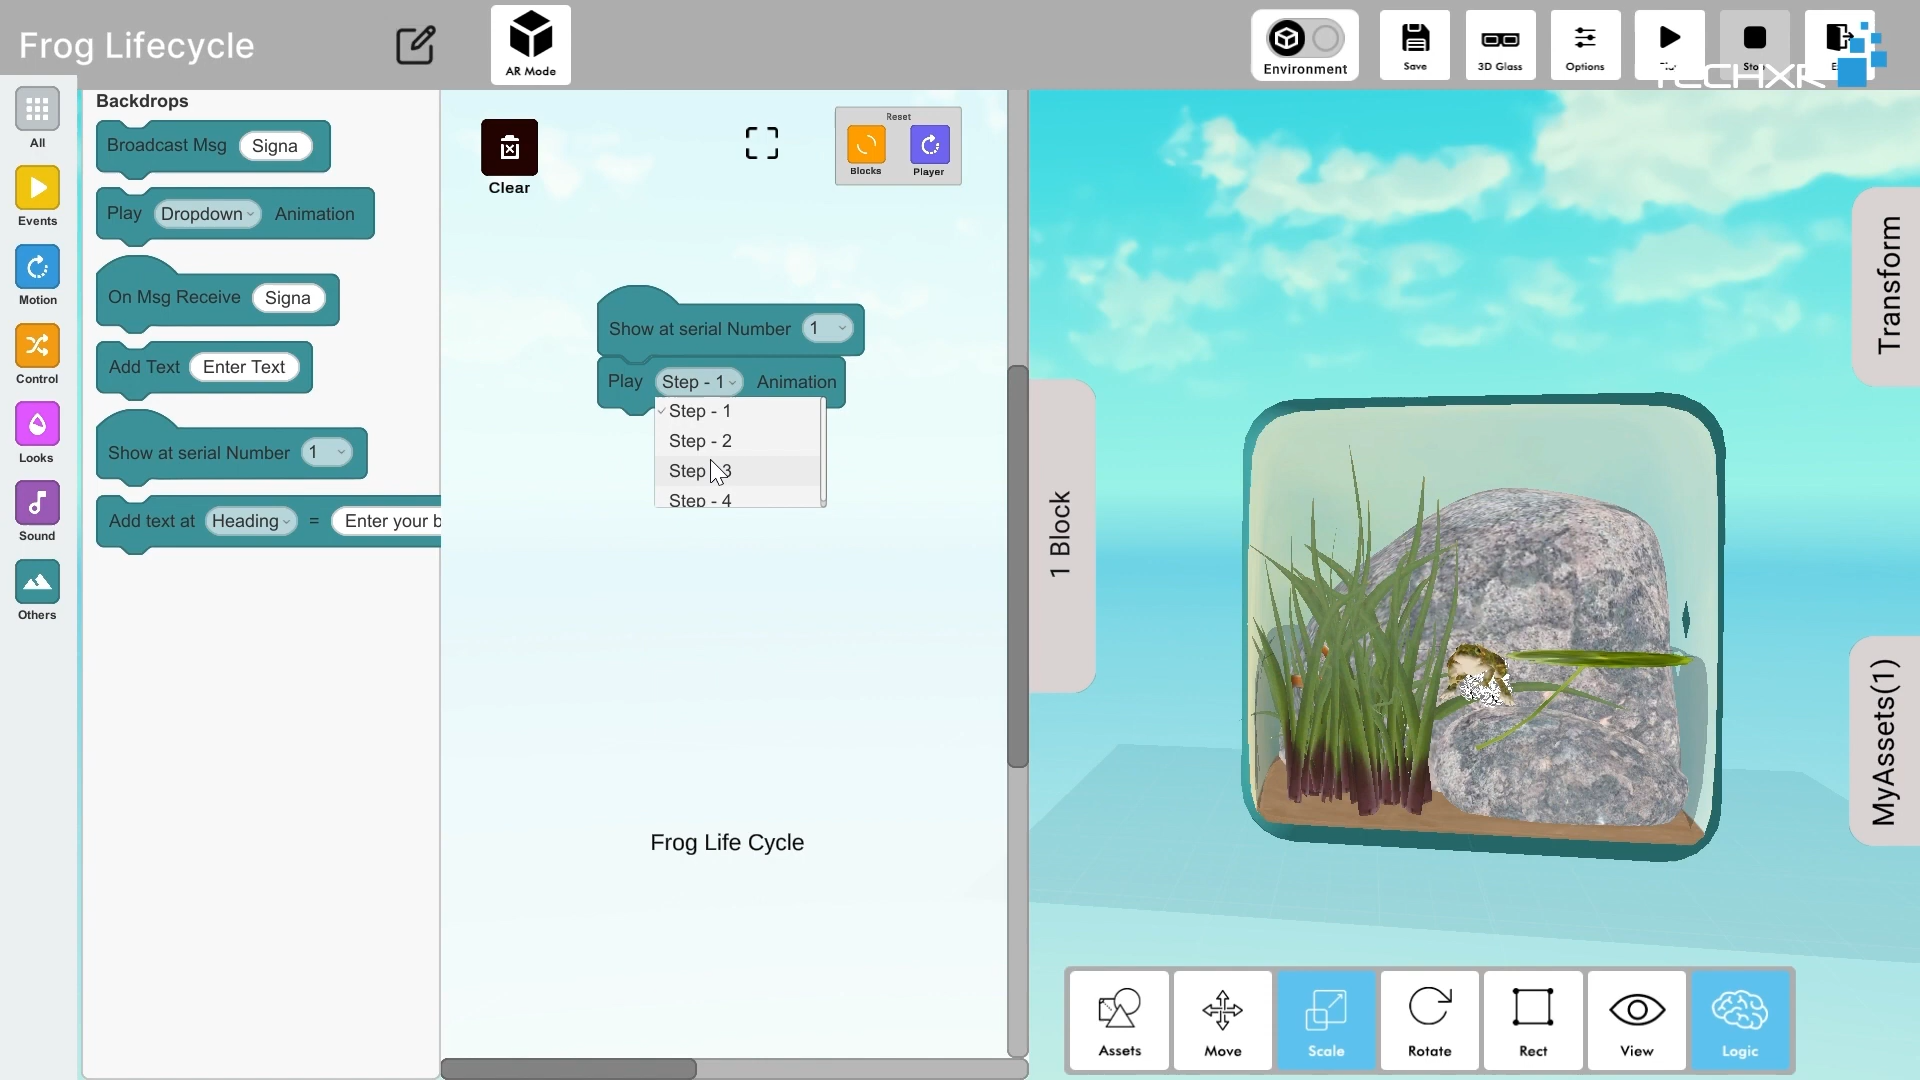 Frog Lifecycle
AR Mode
Environment
Save
3D Glass
Options
TECHXR
All
Events
Motion
Control
Looks
Sound
Others
Backdrops
Broadcast Msg Signa
Play Dropdown Animation
On Msg Receive Signa
Add Text Enter Text
Show at serial Number 1
Add text at Heading = Enter your b
Clear
Reset
Blocks Player
Show at serial Number 1
Play Step - 1 Animation
Step - 1
Step - 2
Step 3
Step - 4
Frog Life Cycle
1 Block
Transform
MyAssets(1)
Assets
Move
Scale
Rotate
Rect
View
Logic